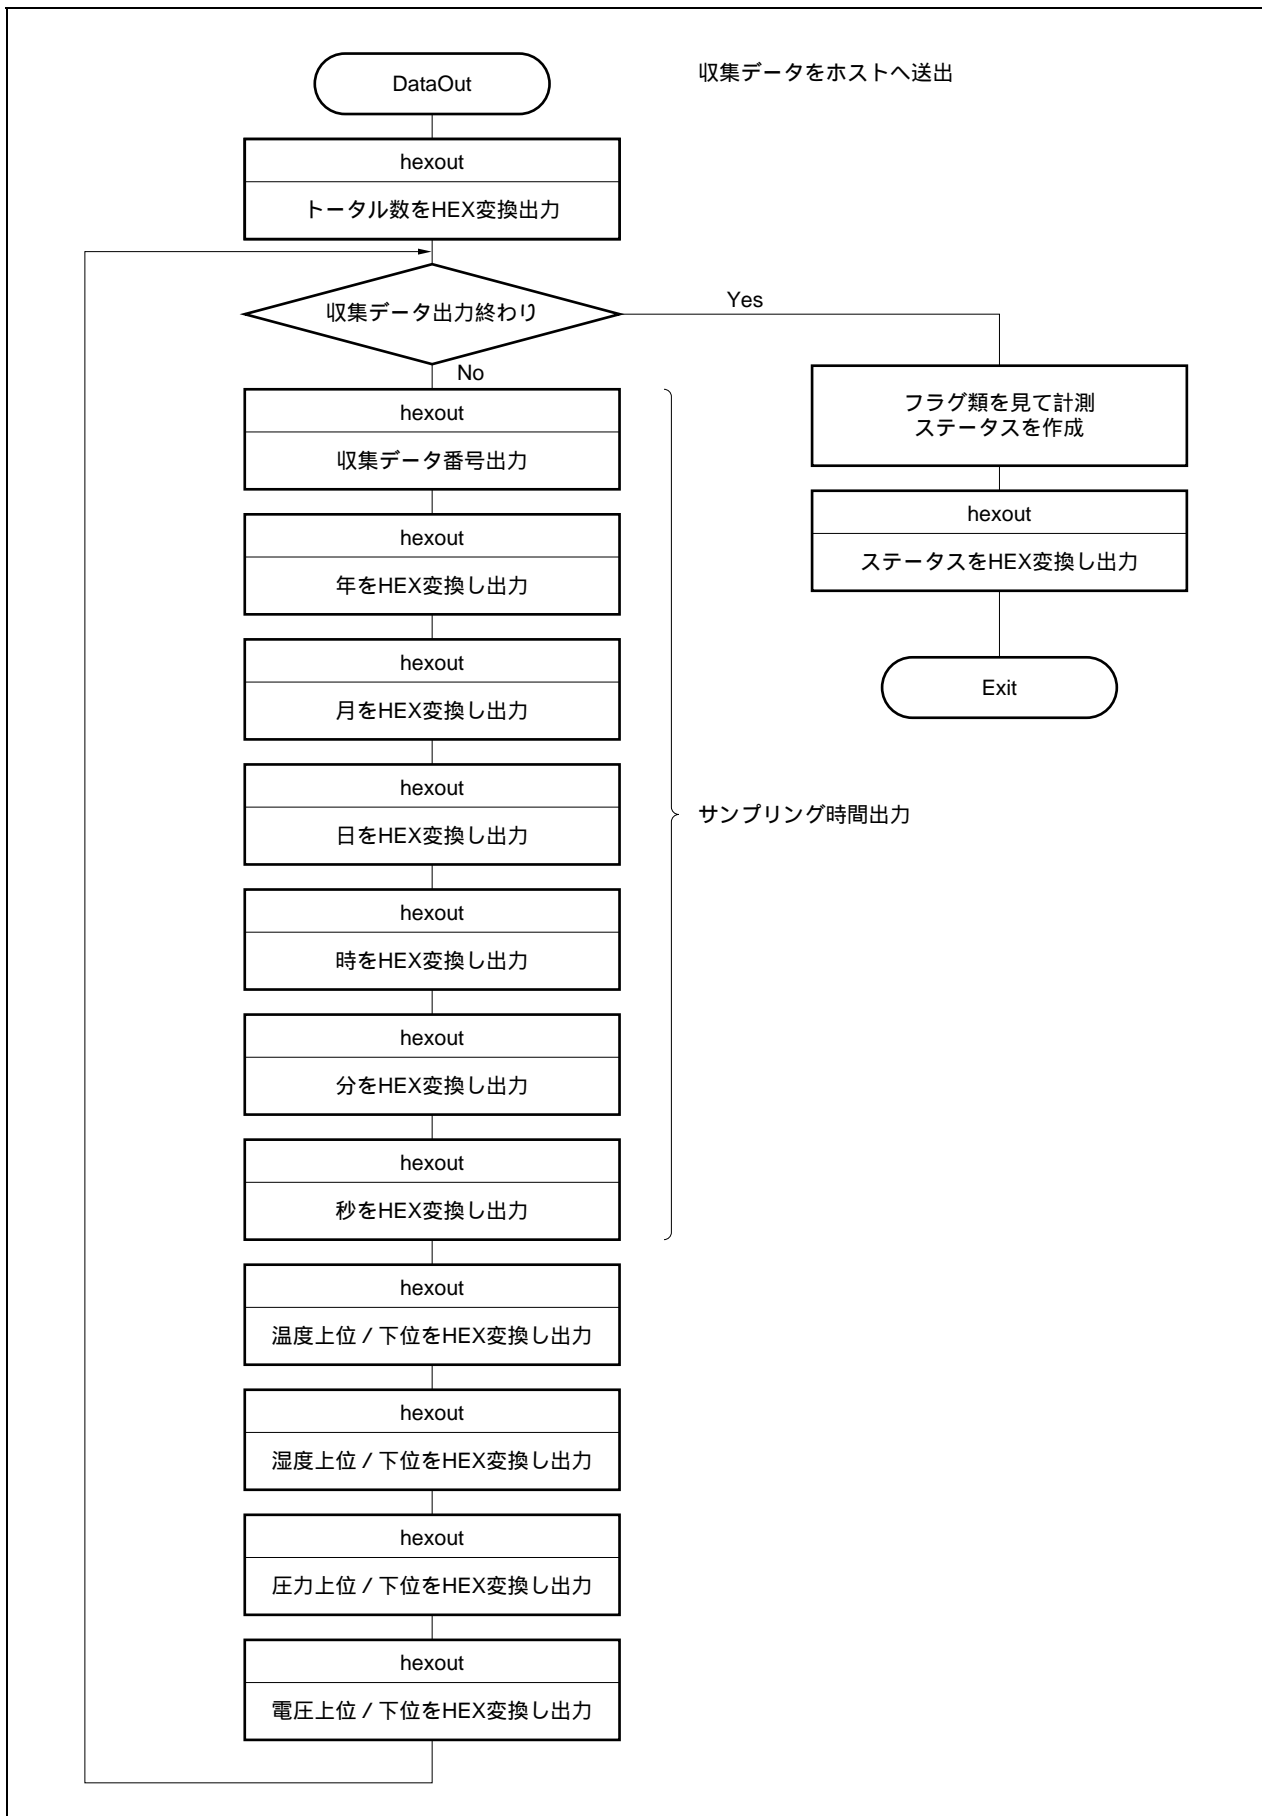 DataOut
収集データをホストへ送出
hexout
トータル数をHEX変換出力
収集データ出力終わり
Yes
No
hexout
収集データ番号出力
hexout
年をHEX変換し出力
hexout
月をHEX変換し出力
hexout
日をHEX変換し出力
hexout
時をHEX変換し出力
hexout
分をHEX変換し出力
hexout
秒をHEX変換し出力
サンプリング時間出力
hexout
温度上位 / 下位をHEX変換し出力
hexout
湿度上位 / 下位をHEX変換し出力
hexout
圧力上位 / 下位をHEX変換し出力
hexout
電圧上位 / 下位をHEX変換し出力
フラグ類を見て計測
ステータスを作成
hexout
ステータスをHEX変換し出力
Exit